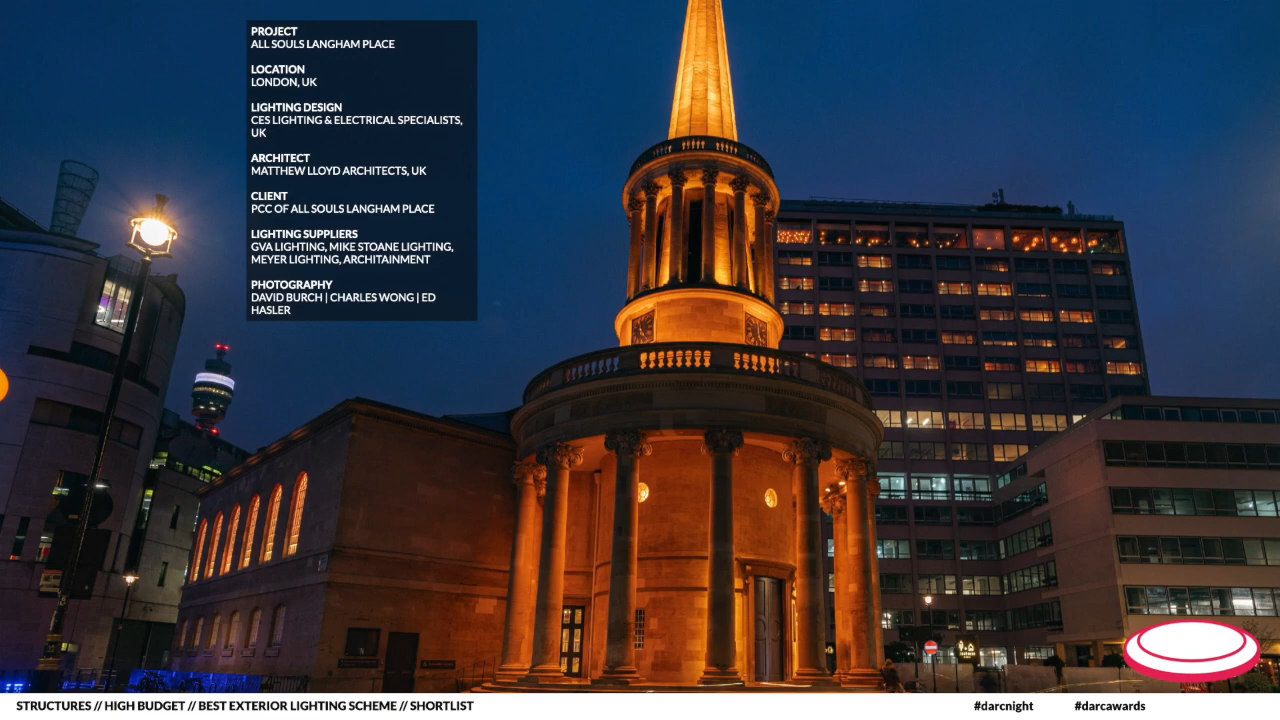 PROJECT
ALL SOULS LANGHAM PLACE
LOCATION
LONDON, UK
LIGHTING DESIGN
CES LIGHTING & ELECTRICAL SPECIALISTS,
UK
ARCHITECT
MATTHEW LLOYD ARCHITECTS, UK
CLIENT
PCC OF ALL SOULS LANGHAM PLACE
LIGHTING SUPPLIERS
GVA LIGHTING, MIKE STOANE LIGHTING,
MEYER LIGHTING, ARCHITAINMENT
PHOTOGRAPHY
DAVID BURCH | CHARLES WONG | ED
HASLER
STRUCTURES // HIGH BUDGET // BEST EXTERIOR LIGHTING SCHEME // SHORTLIST
#darcnight #darcawards